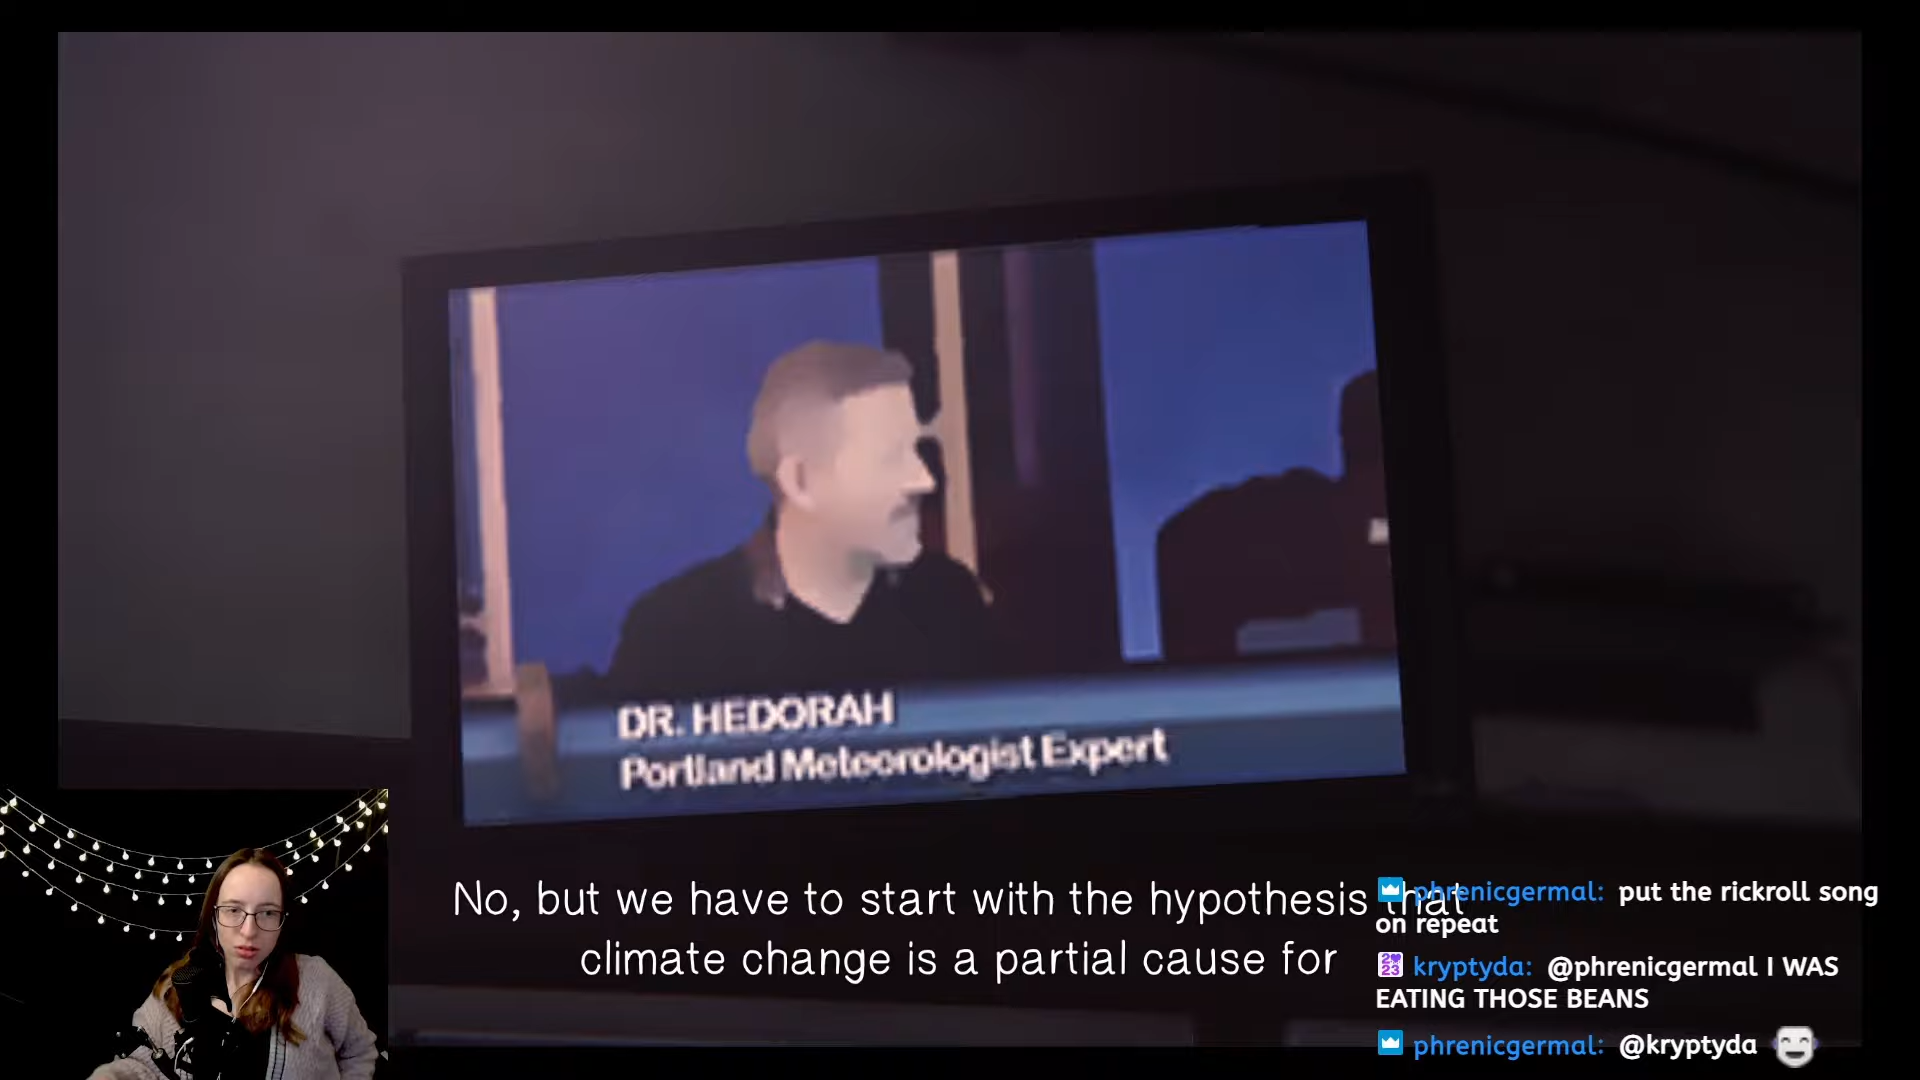 DR. HEDORAH
Portland Meteorologist Expert
No, but we have to start with the hypothesis that
climate change is a partial cause for
phrenicgermal: put the rickroll song
on repeat
kryptyda: @phrenicgermal I WAS
EATING THOSE BEANS
phrenicgermal: @kryptyda